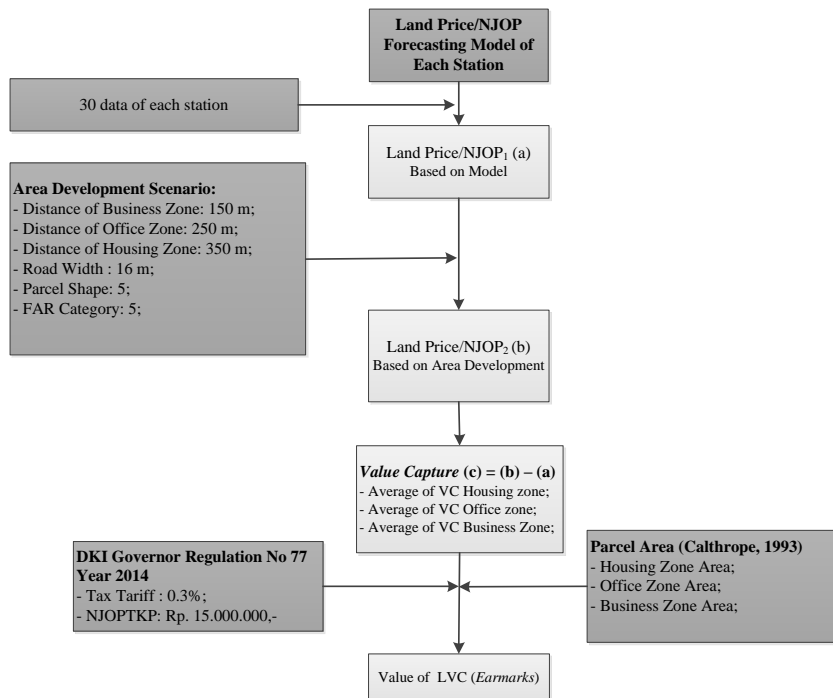 Land Price/NJOP
Forecasting Model of
Each Station
30 data of each station
Land Price/NJOP₁ (a)
Based on Model
Area Development Scenario:
- Distance of Business Zone: 150 m;
- Distance of Office Zone: 250 m;
- Distance of Housing Zone: 350 m;
- Road Width : 16 m;
- Parcel Shape: 5;
- FAR Category: 5;
Land Price/NJOP₂ (b)
Based on Area Development
Value Capture (c) = (b) – (a)
- Average of VC Housing zone;
- Average of VC Office zone;
- Average of VC Business Zone;
DKI Governor Regulation No 77
Year 2014
- Tax Tariff : 0.3%;
- NJOPTKP: Rp. 15.000.000,-
Parcel Area (Calthrope, 1993)
- Housing Zone Area;
- Office Zone Area;
- Business Zone Area;
Value of LVC (Earmarks)